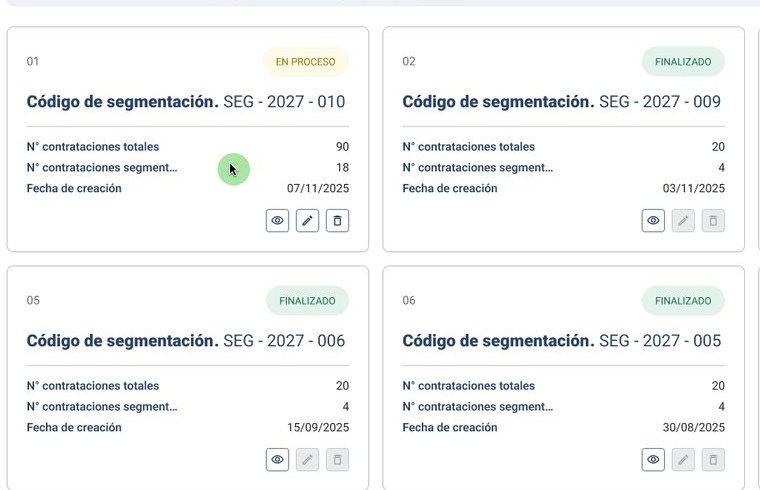 01 EN PROCESO
Código de segmentación. SEG - 2027 - 010
N° contrataciones totales 90
N° contrataciones segment... 18
Fecha de creación 07/11/2025
02 FINALIZADO
Código de segmentación. SEG - 2027 - 009
N° contrataciones totales 20
N° contrataciones segment... 4
Fecha de creación 03/11/2025
05 FINALIZADO
Código de segmentación. SEG - 2027 - 006
N° contrataciones totales 20
N° contrataciones segment... 4
Fecha de creación 15/09/2025
06 FINALIZADO
Código de segmentación. SEG - 2027 - 005
N° contrataciones totales 20
N° contrataciones segment... 4
Fecha de creación 30/08/2025